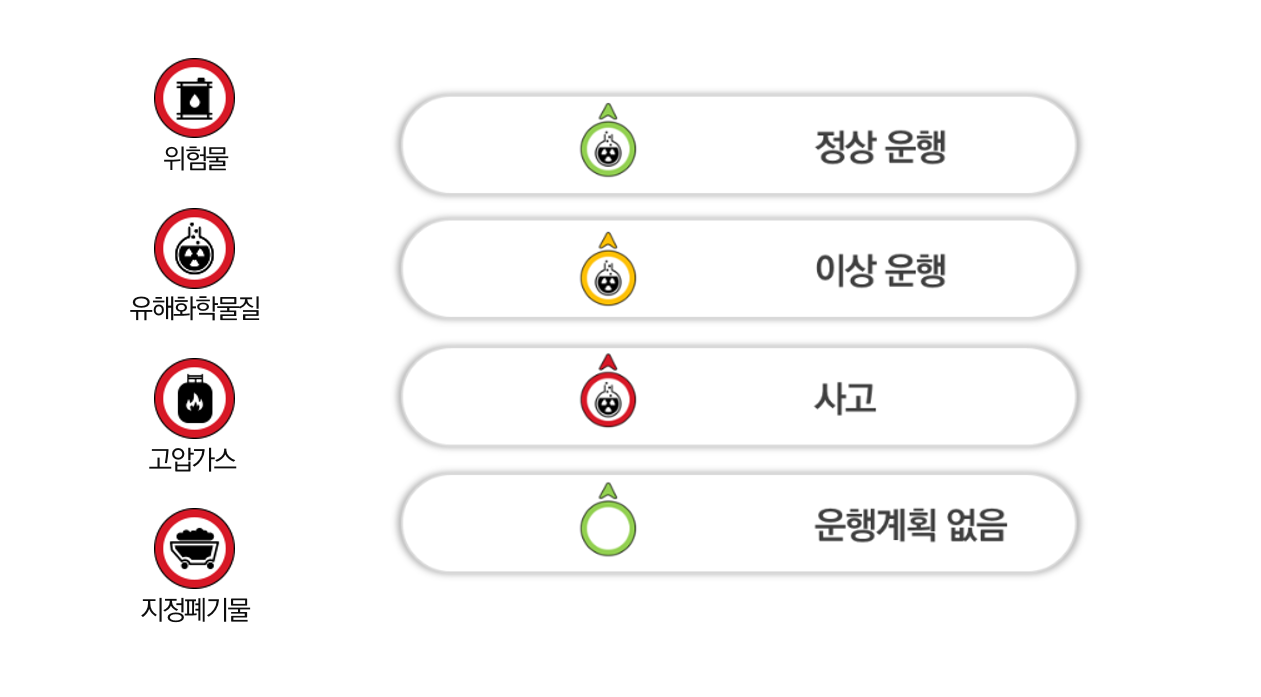 위험물
유해화학물질
고압가스
지정폐기물
정상 운행
이상 운행
사고
운행계획 없음